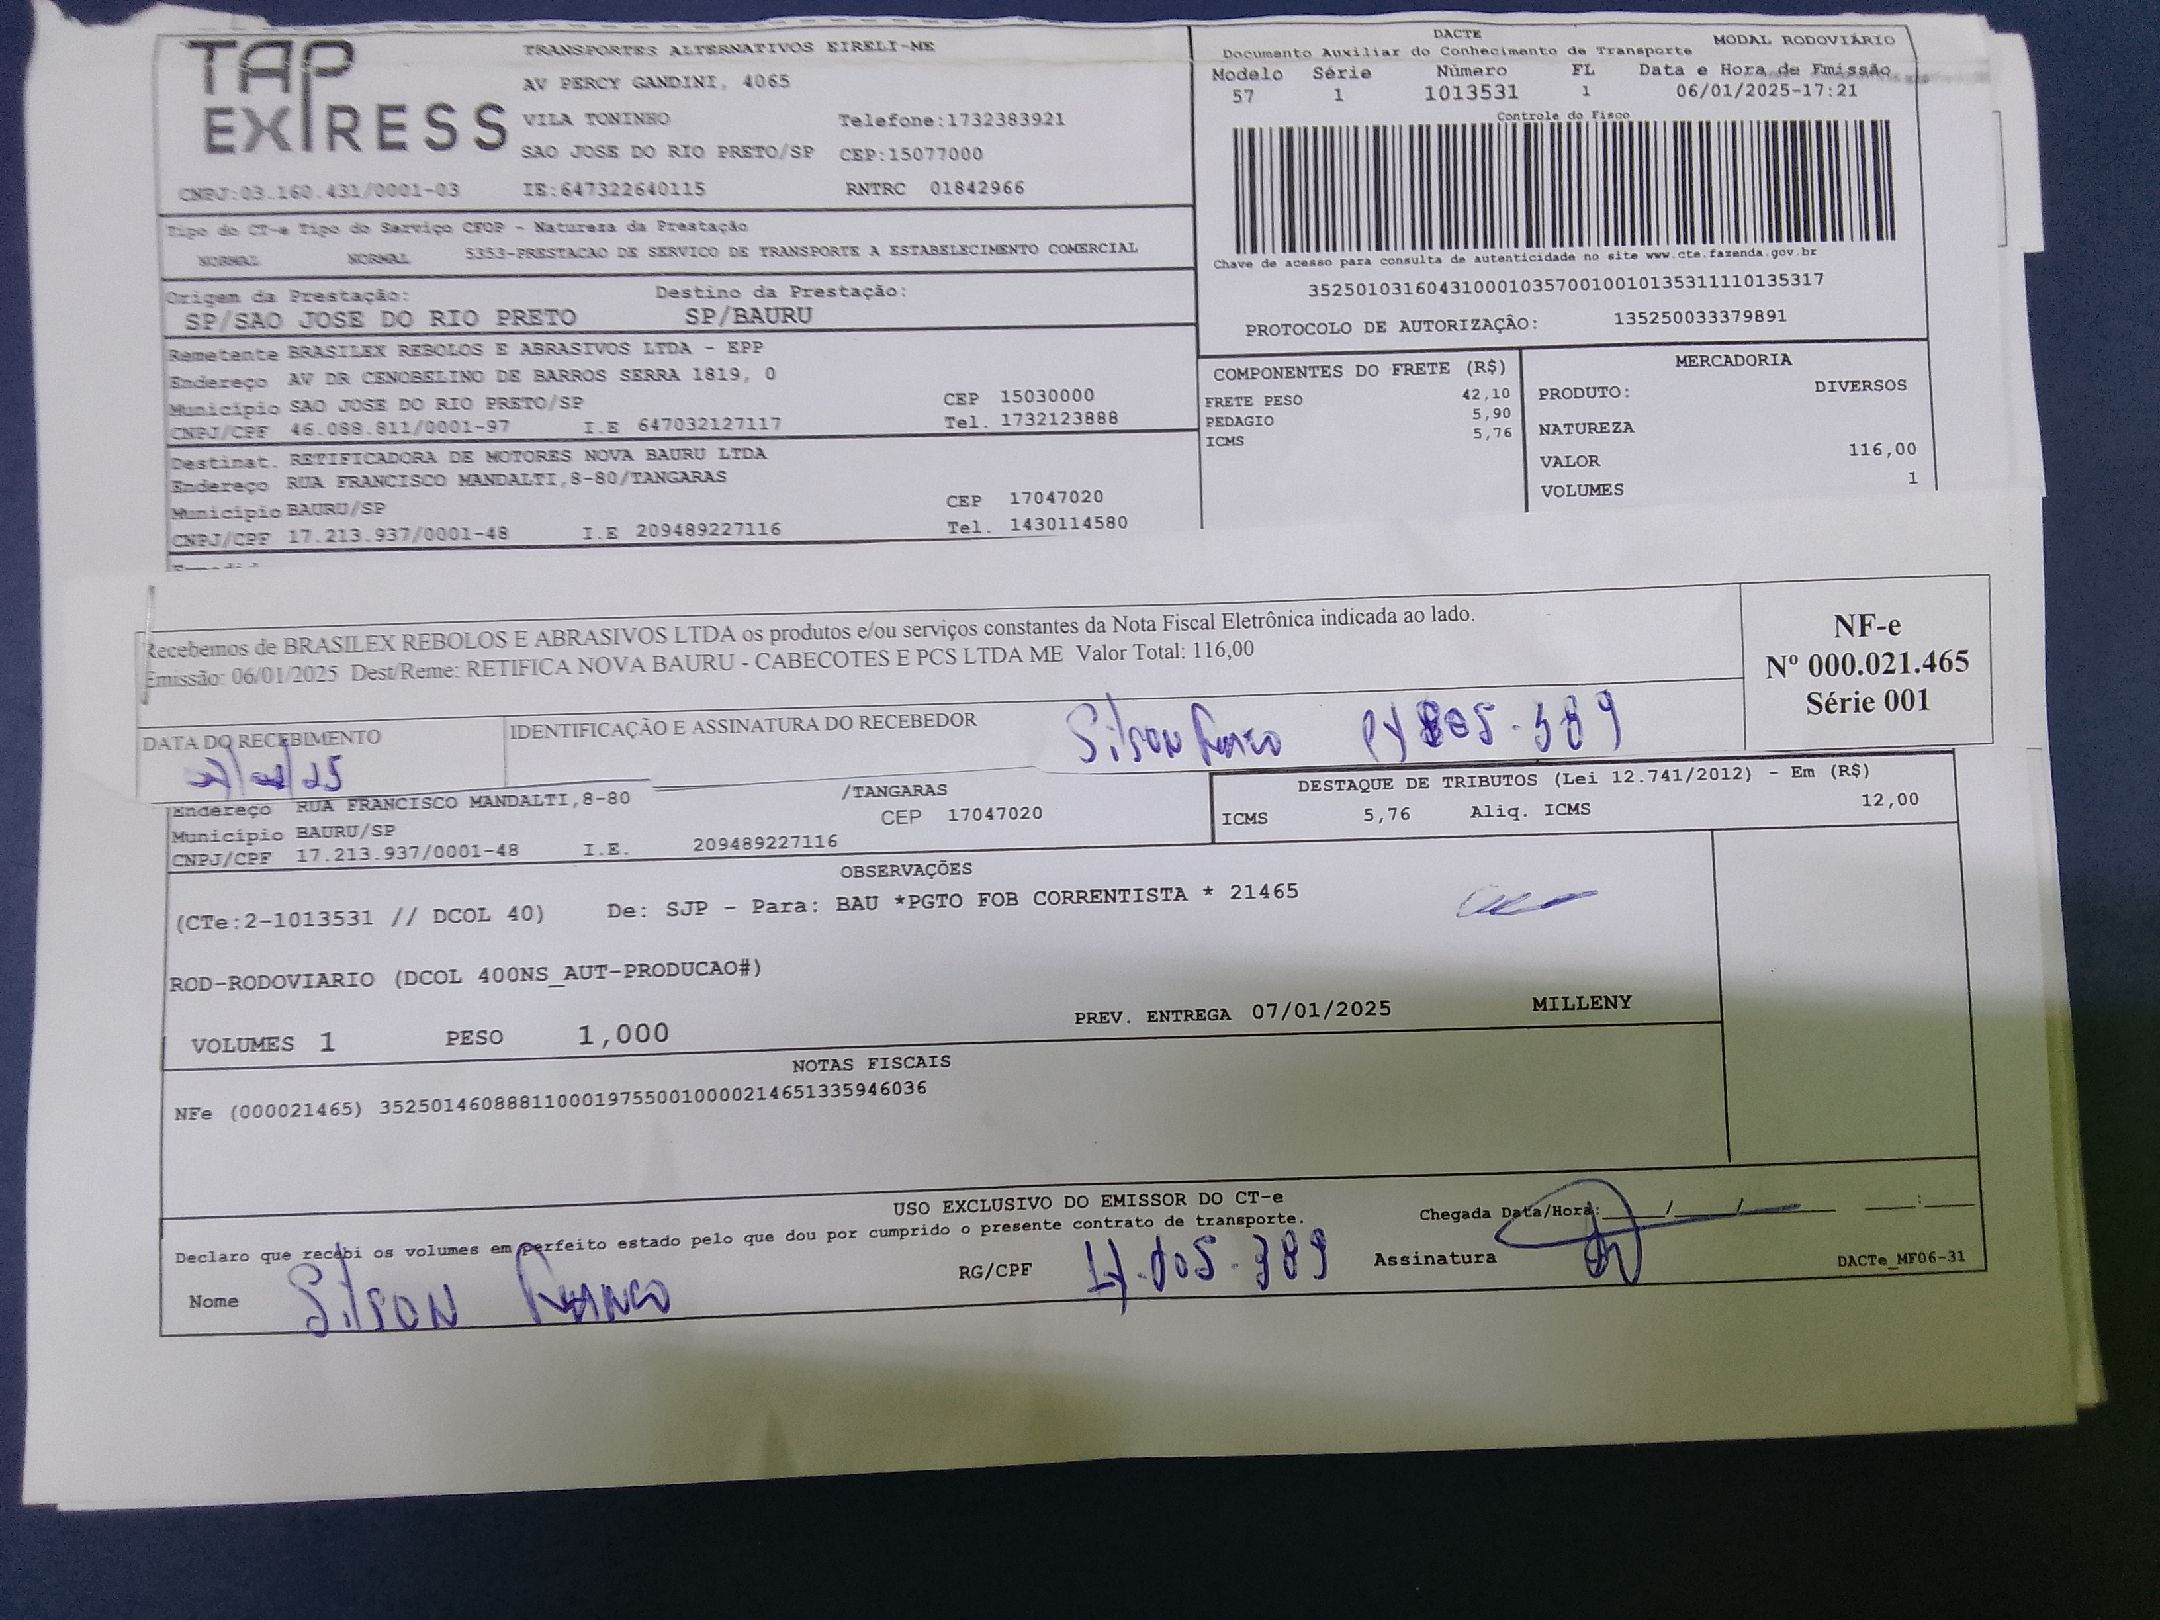 TAP EXPRESS
TRANSPORTES ALTERNATIVOS EIRELI-ME
AV PERCY GANDINI, 4065
VILA TONINHO Telefone:1732383921
SAO JOSE DO RIO PRETO/SP CEP:15077000
CNPJ:03.160.431/0001-03 IE:647322640115 RNTRC 01842966
DACTE
Documento Auxiliar do Conhecimento de Transporte MODAL RODOVIÁRIO
Modelo Série Número FL Data e Hora de Emissão
57 1 1013531 1 06/01/2025-17:21
Controle do Fisco
Chave de acesso para consulta de autenticidade no site www.cte.fazenda.gov.br
35250103160431000103570010010135311110135317
PROTOCOLO DE AUTORIZAÇÃO: 135250033379891
Tipo do CT-e Tipo do Serviço CFOP - Natureza da Prestação
NORMAL NORMAL 5353-PRESTACAO DE SERVICO DE TRANSPORTE A ESTABELECIMENTO COMERCIAL
Origem da Prestação: Destino da Prestação:
SP/SAO JOSE DO RIO PRETO SP/BAURU
Remetente BRASILEX REBOLOS E ABRASIVOS LTDA - EPP
Endereço AV DR CENOBELINO DE BARROS SERRA 1819, 0
Município SAO JOSE DO RIO PRETO/SP CEP 15030000
CNPJ/CPF 46.088.811/0001-97 I.E 647032127117 Tel. 1732123888
Destinat. RETIFICADORA DE MOTORES NOVA BAURU LTDA
Endereço RUA FRANCISCO MANDALTI,8-80/TANGARAS
Município BAURU/SP CEP 17047020
CNPJ/CPF 17.213.937/0001-48 I.E 209489227116 Tel. 1430114580
COMPONENTES DO FRETE (R$)
FRETE PESO 42,10
PEDAGIO 5,90
ICMS 5,76
MERCADORIA
PRODUTO: DIVERSOS
NATUREZA
VALOR 116,00
VOLUMES 1
Recebemos de BRASILEX REBOLOS E ABRASIVOS LTDA os produtos e/ou serviços constantes da Nota Fiscal Eletrônica indicada ao lado.
Emissão: 06/01/2025 Dest/Reme: RETIFICA NOVA BAURU - CABECOTES E PCS LTDA ME Valor Total: 116,00
NF-e
Nº 000.021.465
Série 001
DATA DO RECEBIMENTO
IDENTIFICAÇÃO E ASSINATURA DO RECEBEDOR Silson Franco
Endereço RUA FRANCISCO MANDALTI,8-80 /TANGARAS
Município BAURU/SP CEP 17047020
CNPJ/CPF 17.213.937/0001-48 I.E. 209489227116
DESTAQUE DE TRIBUTOS (Lei 12.741/2012) - Em (R$)
ICMS 5,76 Aliq. ICMS 12,00
OBSERVAÇÕES
(CTe:2-1013531 // DCOL 40) De: SJP - Para: BAU *PGTO FOB CORRENTISTA * 21465
ROD-RODOVIARIO (DCOL 400NS_AUT-PRODUCAO#)
VOLUMES 1 PESO 1,000 PREV. ENTREGA 07/01/2025 MILLENY
NOTAS FISCAIS
NFe (000021465) 35250146088811000197550010000214651335946036
USO EXCLUSIVO DO EMISSOR DO CT-e
Declaro que recebi os volumes em perfeito estado pelo que dou por cumprido o presente contrato de transporte.
Chegada Data/Hora:_____/_____/_______ ____:____
Nome Silson Franco RG/CPF Assinatura
DACTe_MF06-31